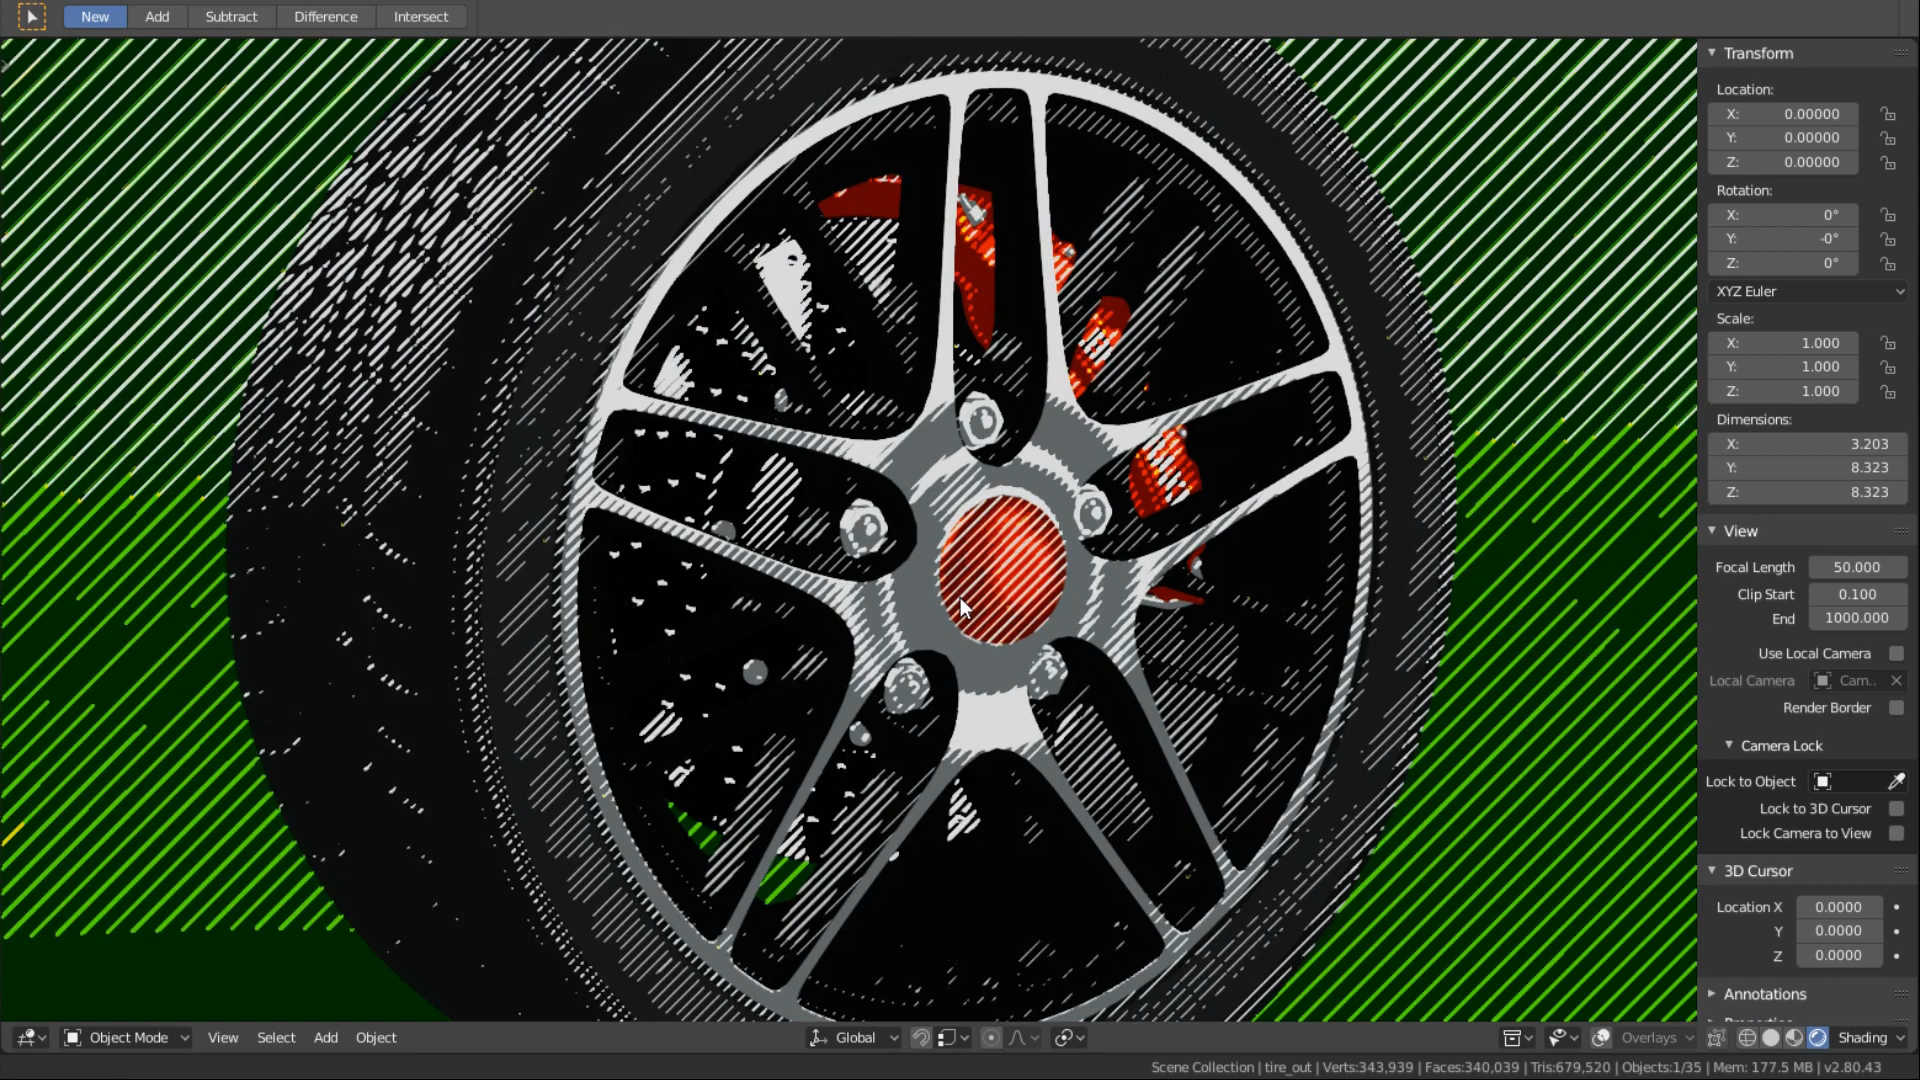 New Add Subtract Difference Intersect
Transform
Location:
X: 0.00000
Y: 0.00000
Z: 0.00000
Rotation:
X: 0°
Y: -0°
Z: 0°
XYZ Euler
Scale:
X: 1.000
Y: 1.000
Z: 1.000
Dimensions:
X: 3.203
Y: 8.323
Z: 8.323
View
Focal Length 50.000
Clip Start 0.100
End 1000.000
Use Local Camera
Local Camera Cam..
Render Border
Camera Lock
Lock to Object
Lock to 3D Cursor
Lock Camera to View
3D Cursor
Location X 0.0000
Y 0.0000
Z 0.0000
Annotations
Object Mode View Select Add Object Global Overlays Shading
Scene Collection | tire_out | Verts:343,939 | Faces:340,039 | Tris:679,520 | Objects:1/35 | Mem: 177.5 MB | v2.80.43